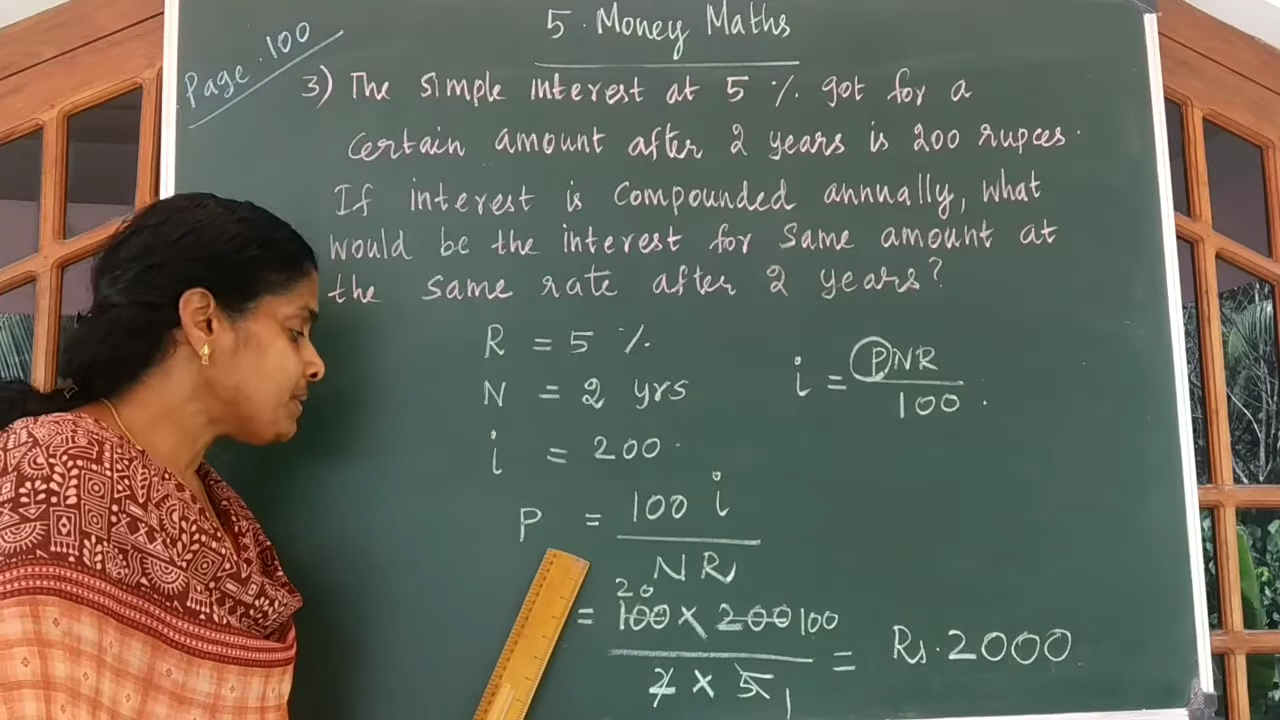 5. Money Maths
Page.100
3) The simple interest at 5 % got for a
certain amount after 2 years is 200 rupees.
If interest is compounded annually, what
would be the interest for same amount at
the same rate after 2 years?
R = 5 %
N = 2 yrs
i = 200.
i = PNR
100.
P = 100 i
NR
20
= 100 x 200 100
2 x 5 1
= Rs.2000